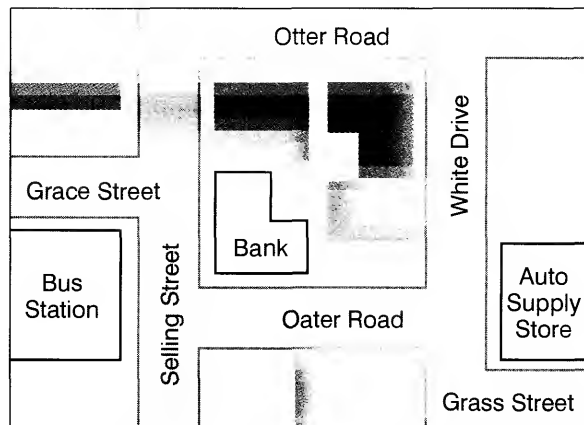 Otter Road
White Drive
Grace Street
Bank
Bus
Station
Selling Street
Auto
Supply
Store
Oater Road
Grass Street